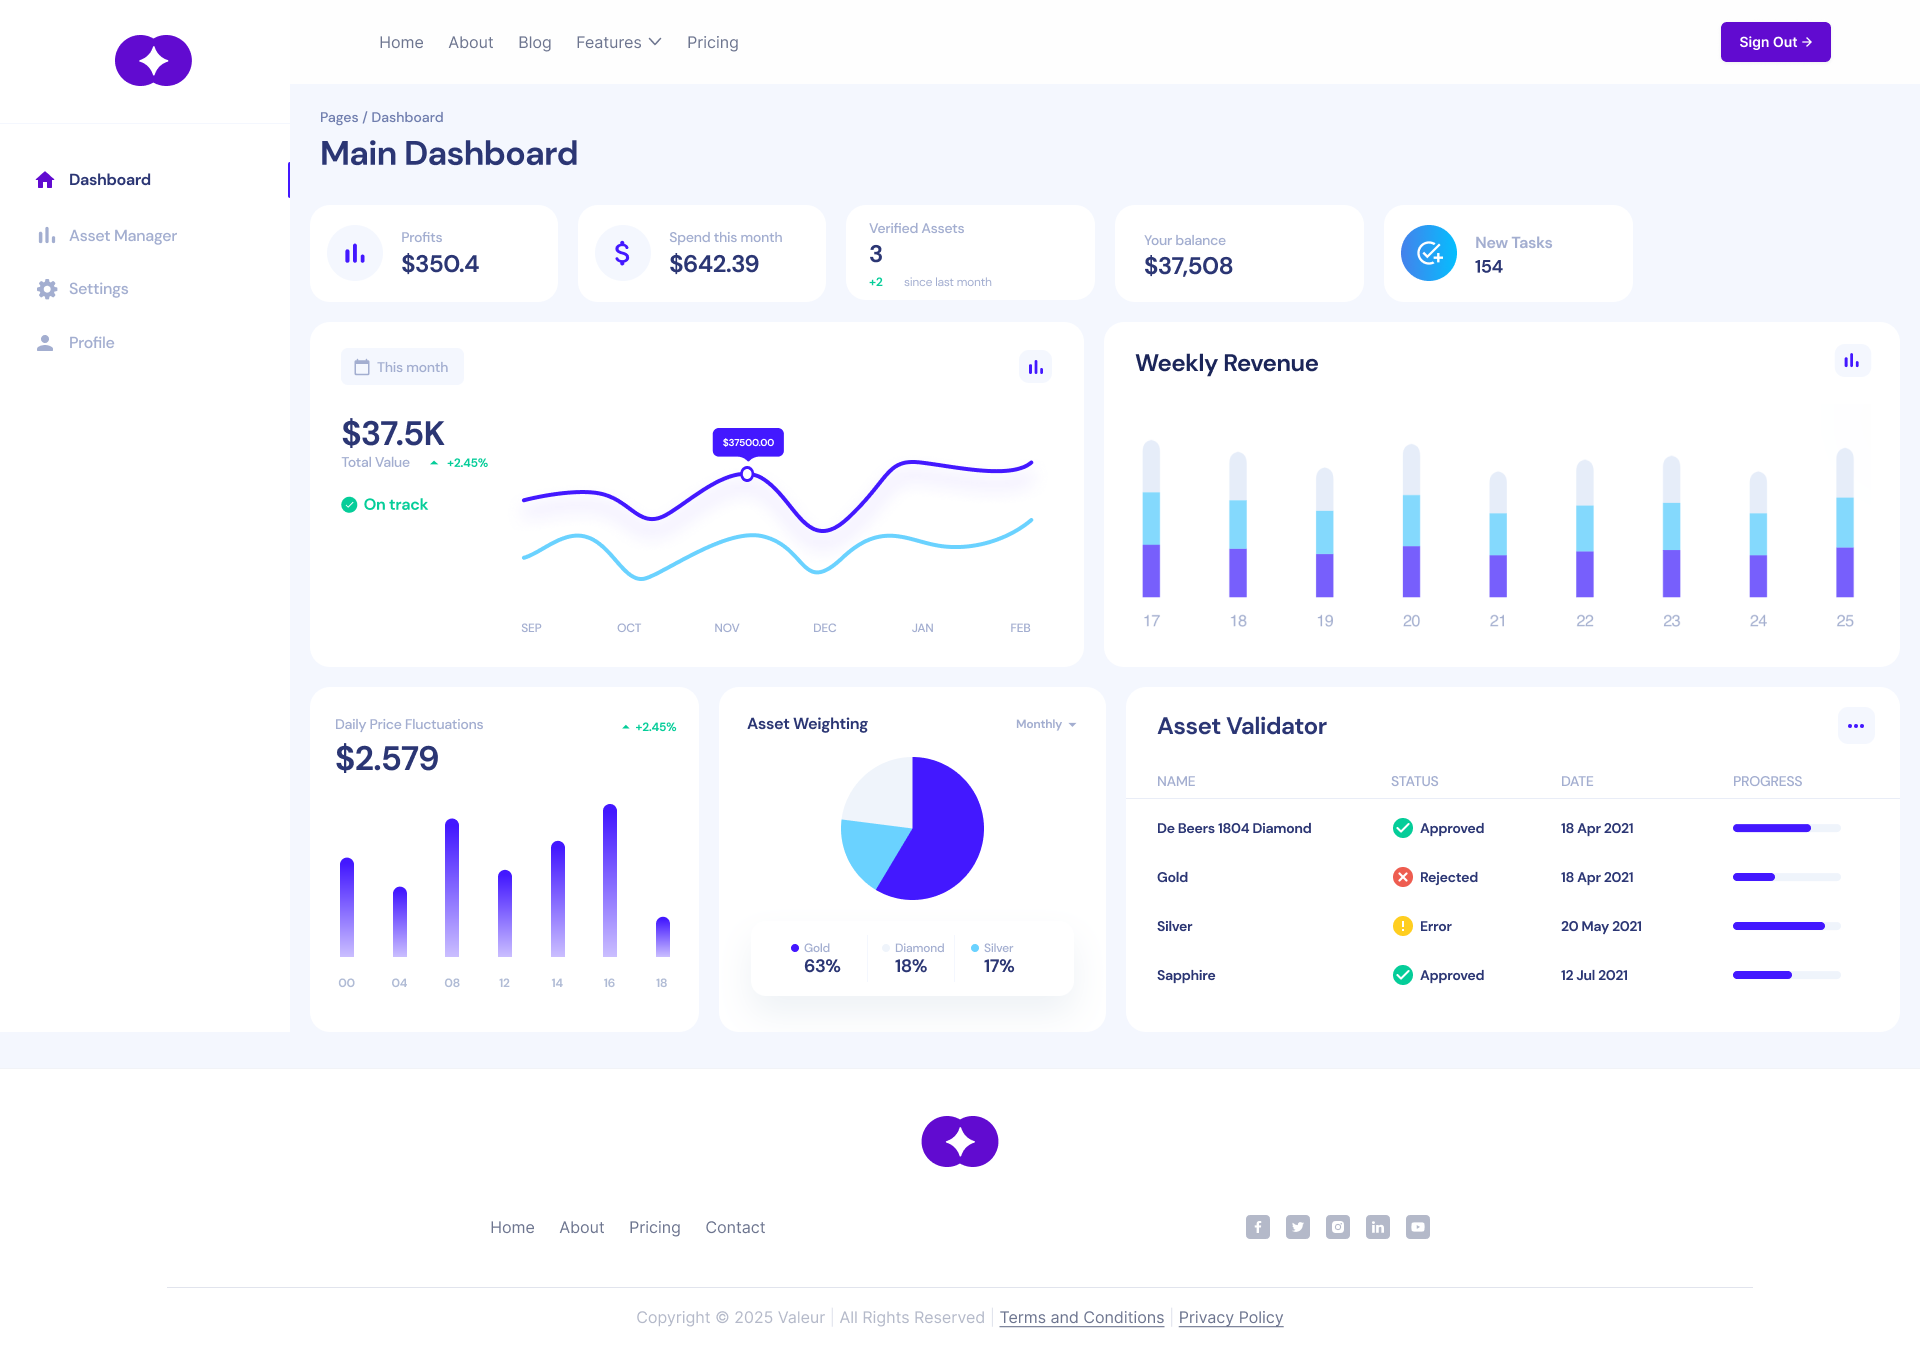 Home About Blog Features Pricing
Sign Out →
Dashboard
Asset Manager
Settings
Profile
Pages / Dashboard
Main Dashboard
Profits
$350.4
Spend this month
$642.39
Verified Assets
3
+2 since last month
Your balance
$37,508
New Tasks
154
This month
$37.5K
Total Value +2.45%
On track
$37500.00
SEP OCT NOV DEC JAN FEB
Weekly Revenue
17 18 19 20 21 22 23 24 25
Daily Price Fluctuations
+2.45%
$2.579
00 04 08 12 14 16 18
Asset Weighting
Monthly
Gold Diamond Silver
63% 18% 17%
Asset Validator
NAME STATUS DATE PROGRESS
De Beers 1804 Diamond Approved 18 Apr 2021
Gold Rejected 18 Apr 2021
Silver Error 20 May 2021
Sapphire Approved 12 Jul 2021
Home About Pricing Contact
Copyright © 2025 Valeur | All Rights Reserved | Terms and Conditions | Privacy Policy